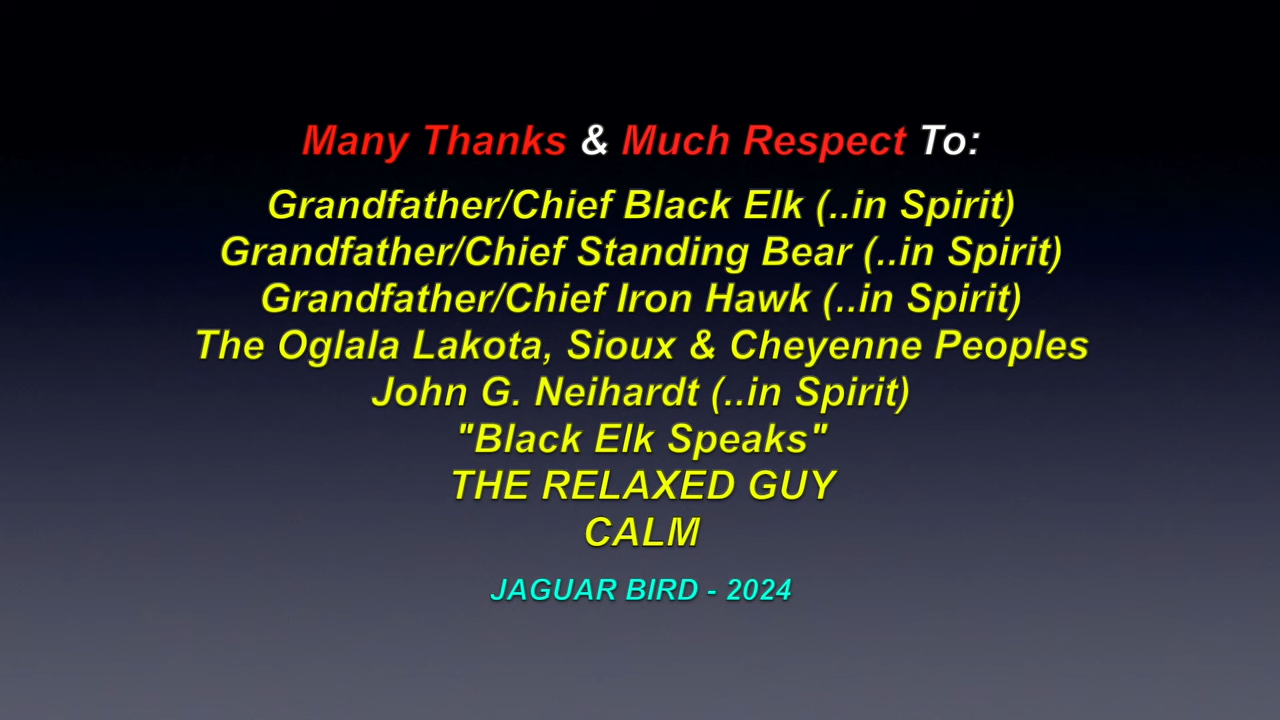 Many Thanks & Much Respect To:
Grandfather/Chief Black Elk (..in Spirit)
Grandfather/Chief Standing Bear (..in Spirit)
Grandfather/Chief Iron Hawk (..in Spirit)
The Oglala Lakota, Sioux & Cheyenne Peoples
John G. Neihardt (..in Spirit)
"Black Elk Speaks"
THE RELAXED GUY
CALM
JAGUAR BIRD - 2024